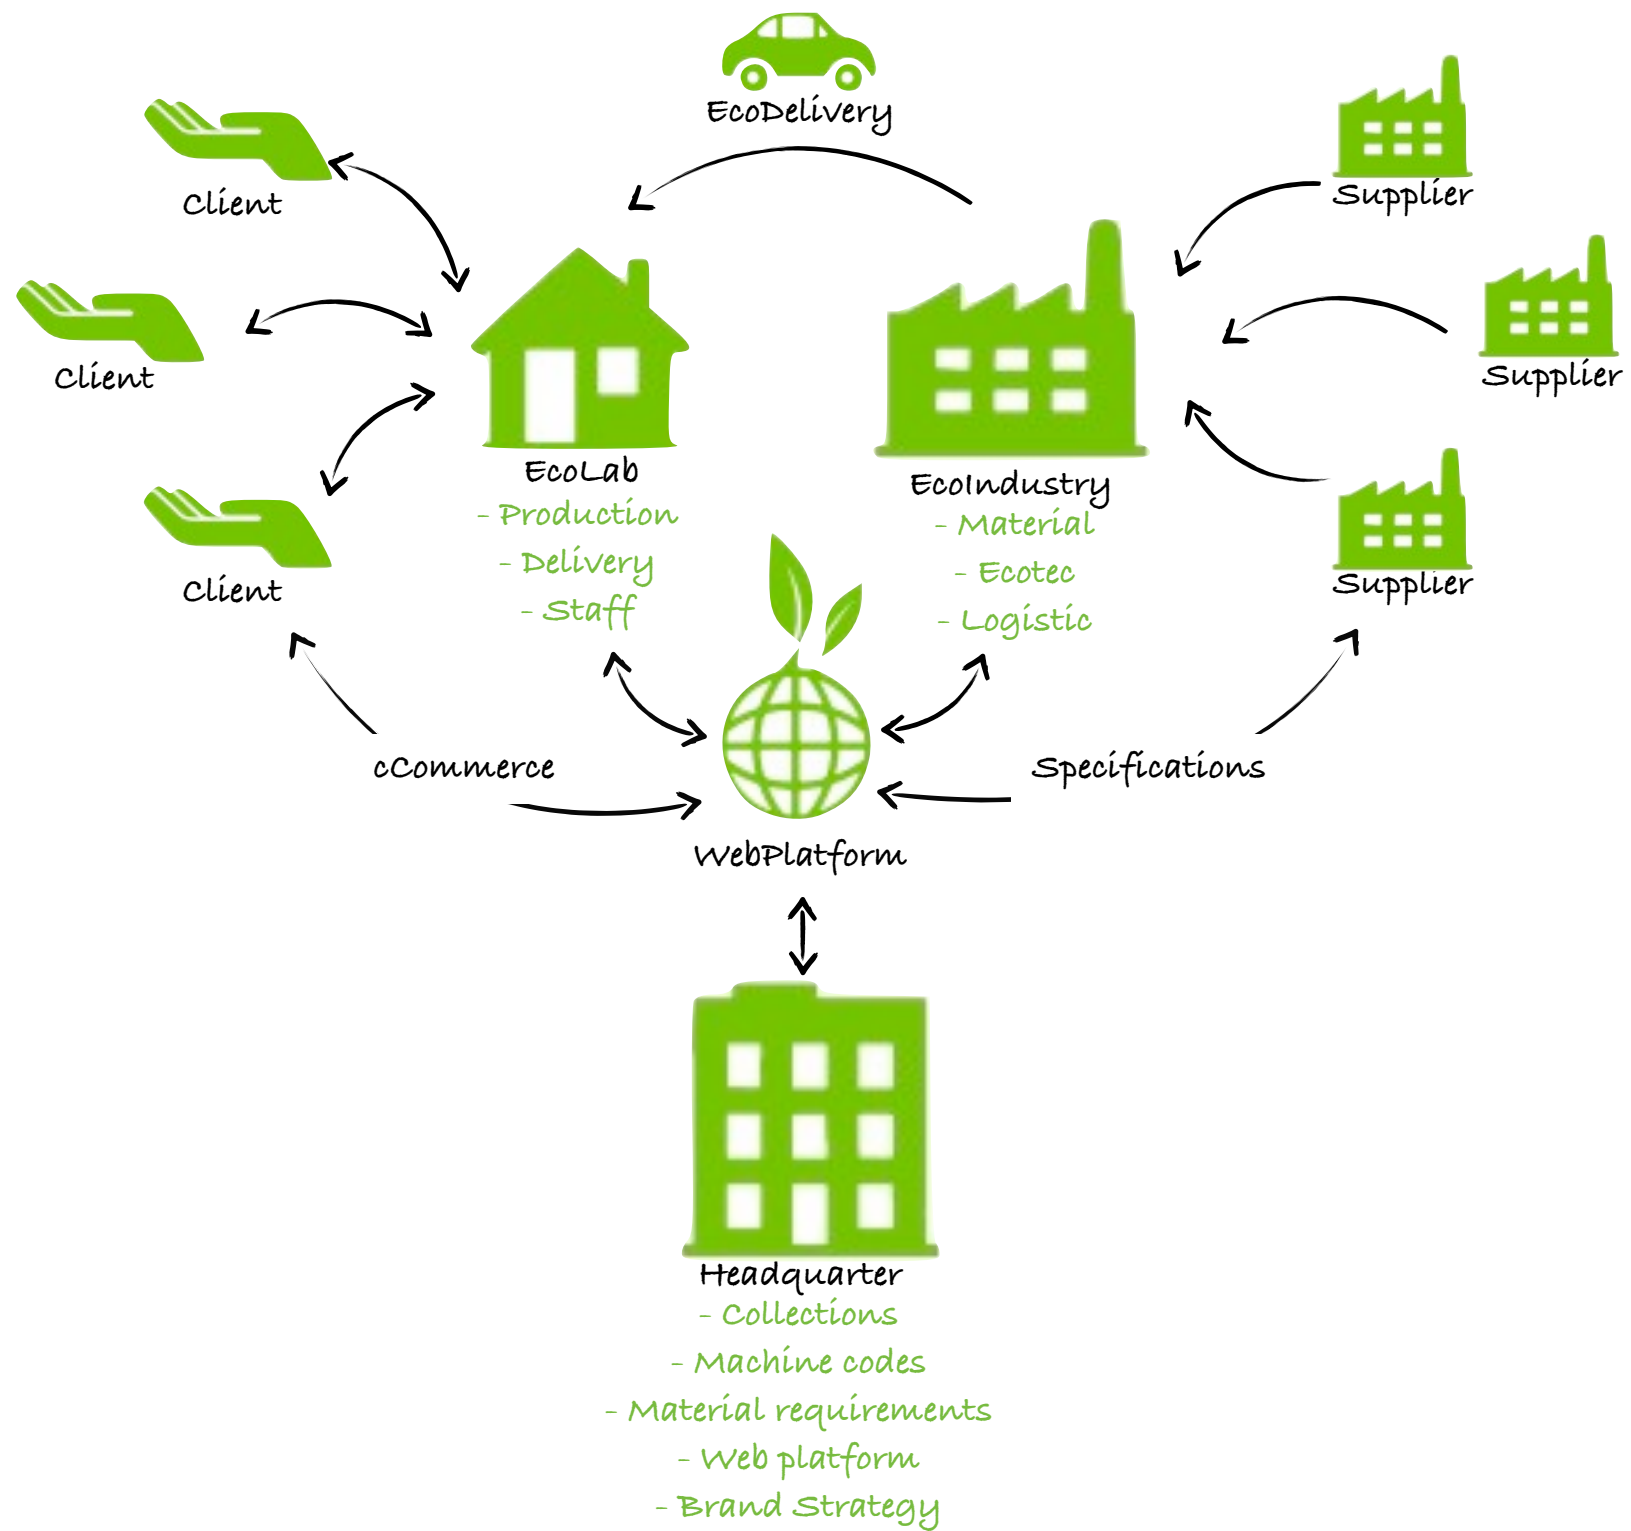 EcoDelivery
Client
Supplier
Client
Supplier
EcoLab
- Production
- Delivery
- Staff
EcoIndustry
- Material
- Ecotec
- Logistic
Client
Supplier
cCommerce
Specifications
WebPlatform
Headquarter
- Collections
- Machine codes
- Material requirements
- Web platform
- Brand Strategy